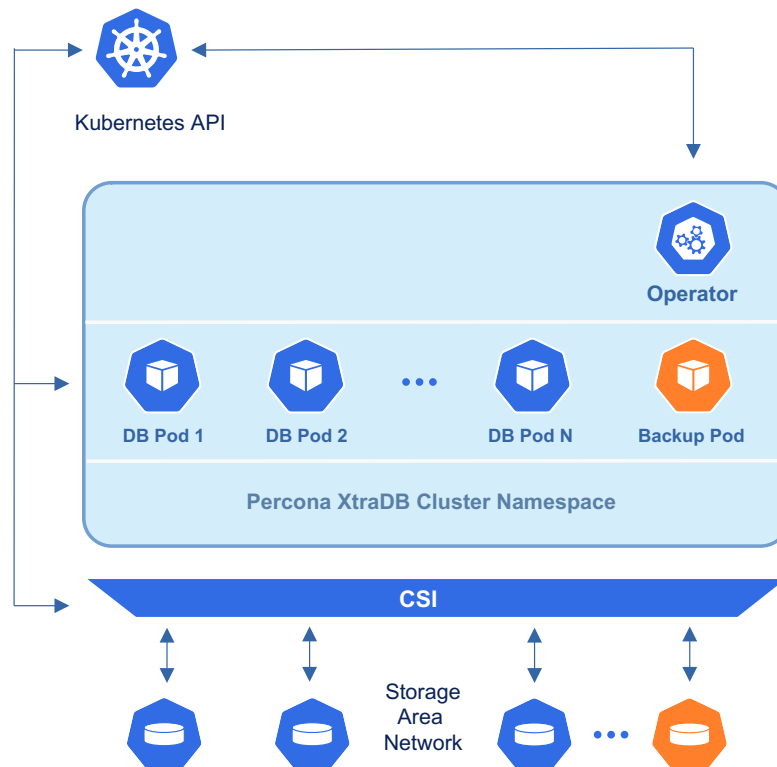 Kubernetes API
Operator
DB Pod 1
DB Pod 2
DB Pod N
Backup Pod
Percona XtraDB Cluster Namespace
CSI
Storage
Area
Network